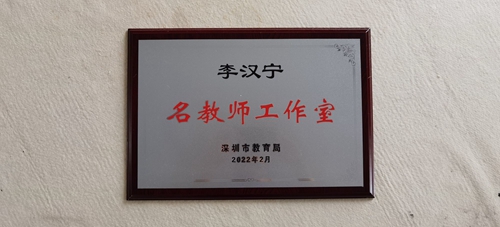 李汉宁
名教师工作室
深圳市教育局
2022年2月